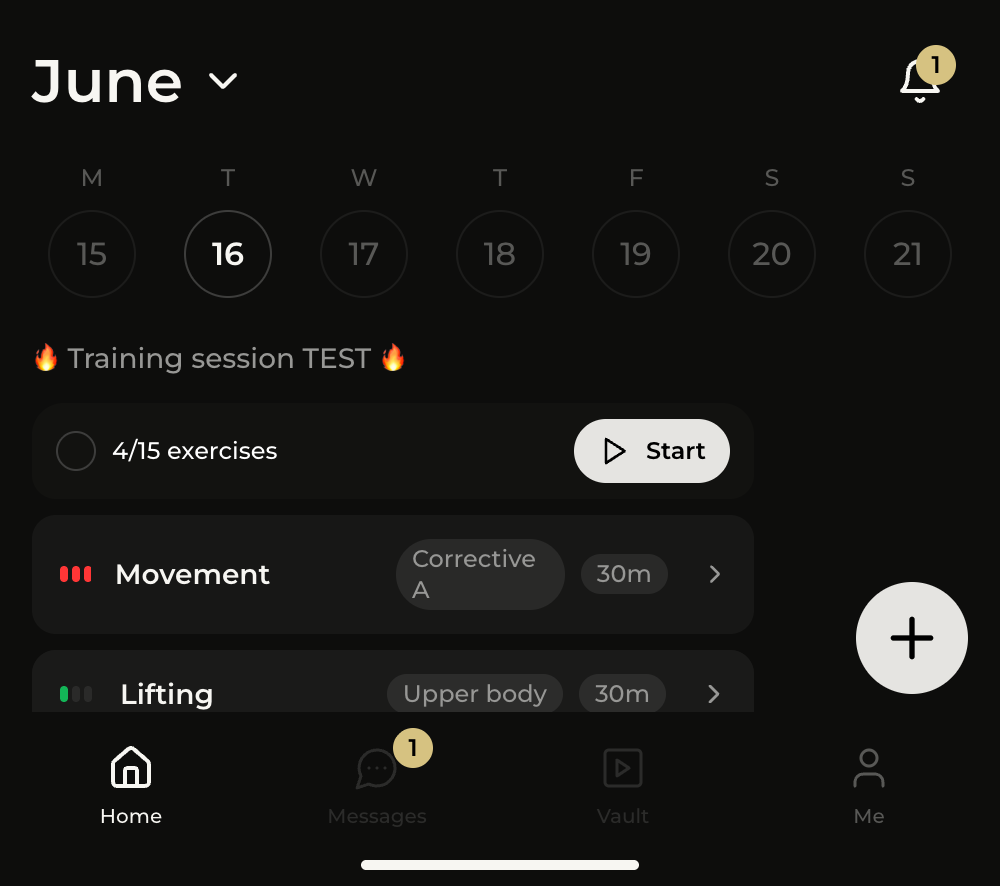 June
1
M T W T F S S
15 16 17 18 19 20 21
🔥 Training session TEST 🔥
4/15 exercises
Start
Movement
Corrective
A
30m
Lifting
Upper body
30m
1
Home
Messages
Vault
Me